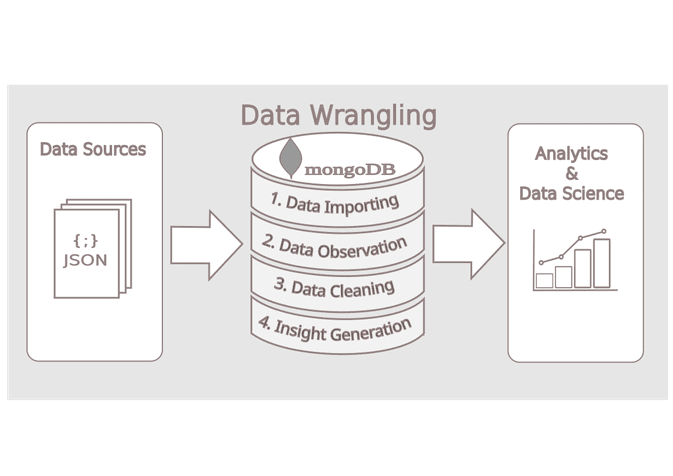 Data Wrangling
Data Sources
{;}
JSON
mongoDB
1. Data Importing
2. Data Observation
3. Data Cleaning
4. Insight Generation
Analytics
&
Data Science